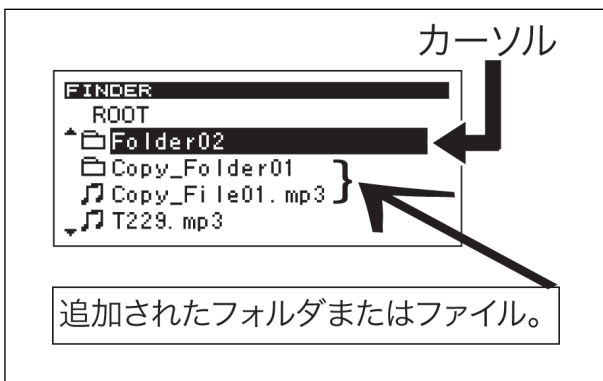 カーソル
FINDER
ROOT
Folder02
Copy_Folder01
Copy_File01. mp3
T229. mp3
追加されたフォルダまたはファイル。